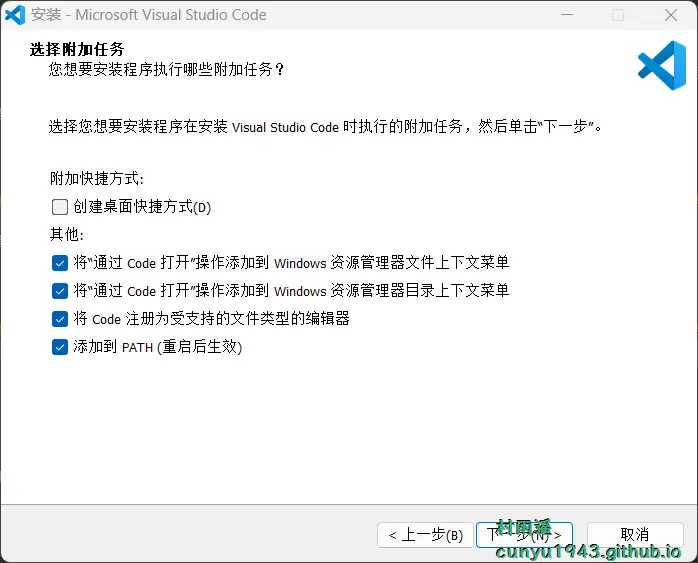 安装 - Microsoft Visual Studio Code
选择附加任务
您想要安装程序执行哪些附加任务？
选择您想要安装程序在安装 Visual Studio Code 时执行的附加任务，然后单击“下一步”。
附加快捷方式:
创建桌面快捷方式(D)
其他:
将“通过 Code 打开”操作添加到 Windows 资源管理器文件上下文菜单
将“通过 Code 打开”操作添加到 Windows 资源管理器目录上下文菜单
将 Code 注册为受支持的文件类型的编辑器
添加到 PATH (重启后生效)
< 上一步(B) 下一步(N) > 取消
村雨遥
cunyu1943.github.io